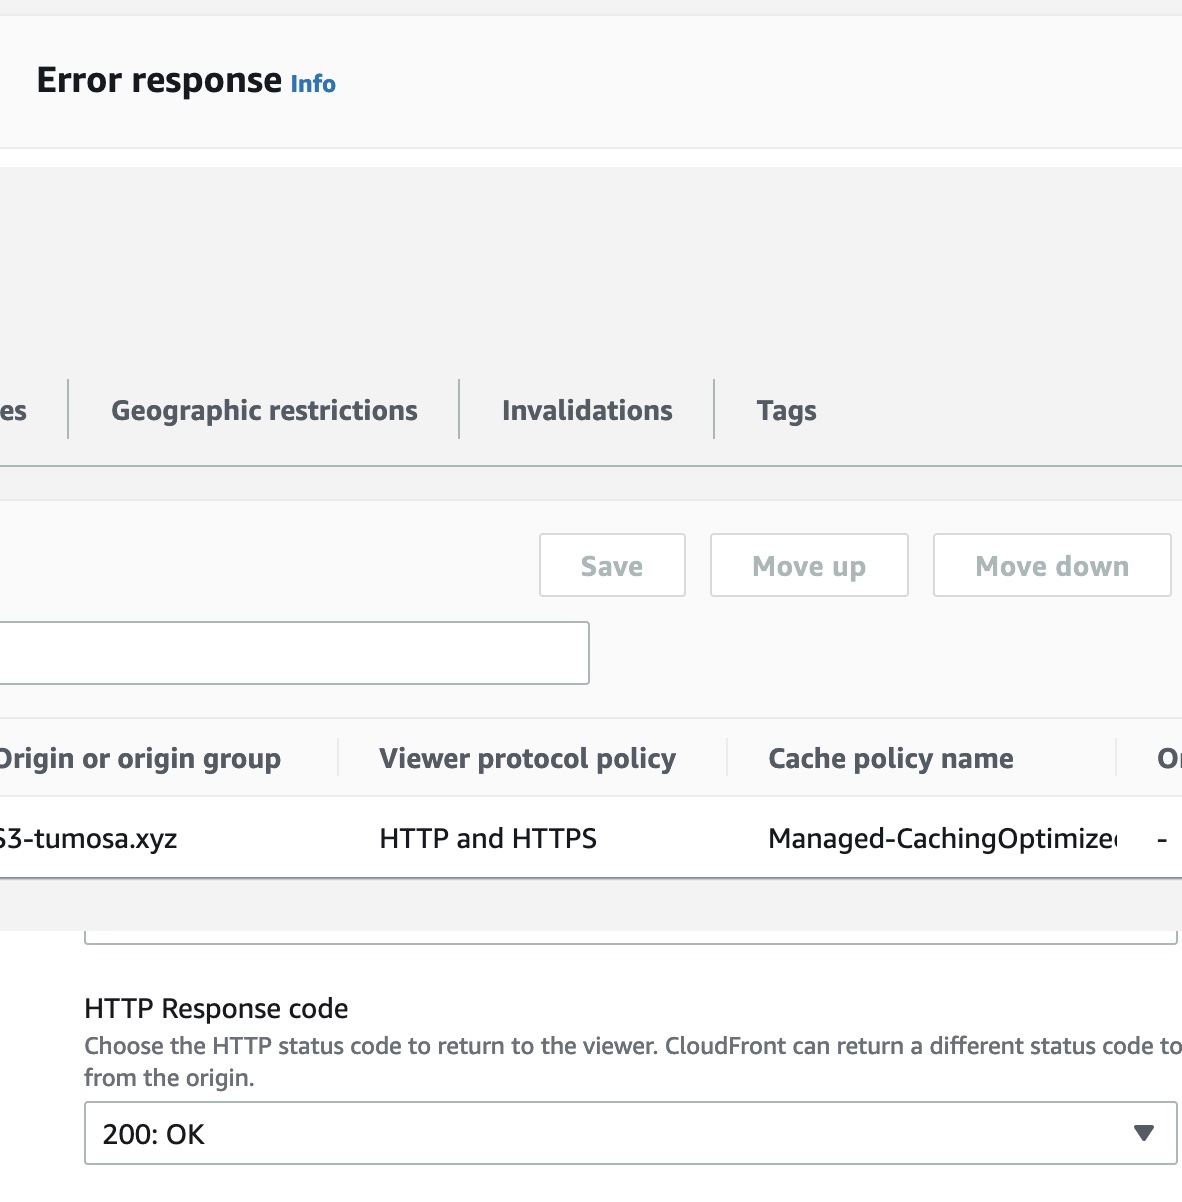 Error response Info
es Geographic restrictions Invalidations Tags
Save Move up Move down
Origin or origin group Viewer protocol policy Cache policy name Or
S3-tumosa.xyz HTTP and HTTPS Managed-CachingOptimized -
HTTP Response code
Choose the HTTP status code to return to the viewer. CloudFront can return a different status code to
from the origin.
200: OK